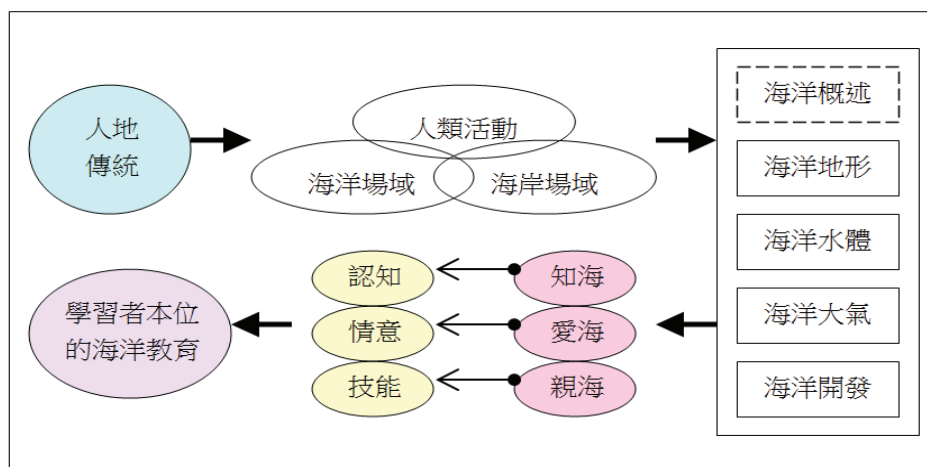 人地
傳統
人類活動
海洋場域
海岸場域
海洋概述
海洋地形
海洋水體
海洋大氣
海洋開發
知海
愛海
親海
認知
情意
技能
學習者本位
的海洋教育